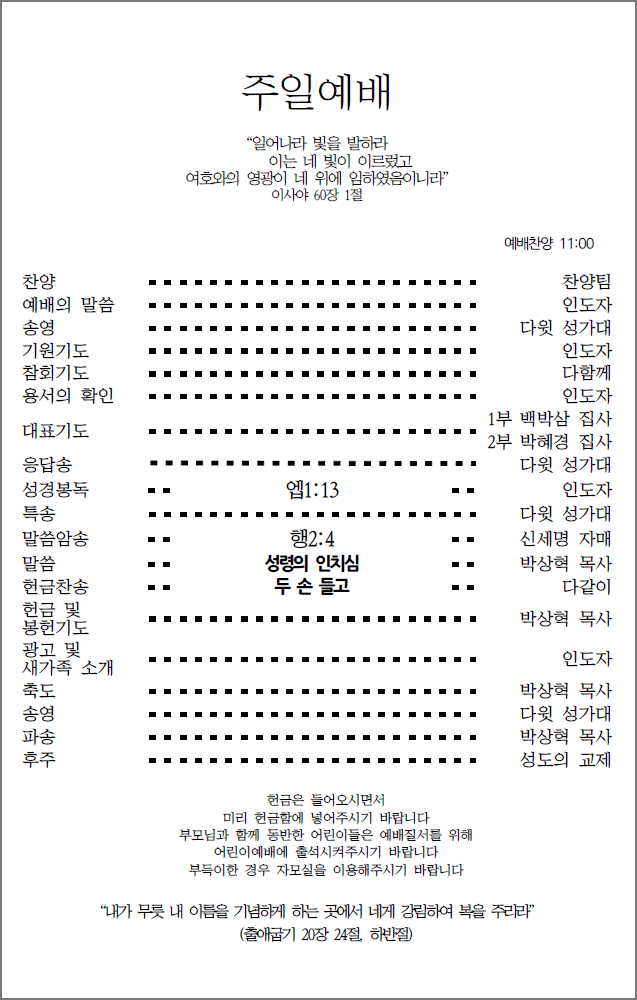 주일예배
“일어나라 빛을 발하라
이는 네 빛이 이르렀고
여호와의 영광이 네 위에 임하였음이니라”
이사야 60장 1절
예배찬양 11:00
찬양 찬양팀
예배의 말씀 인도자
송영 다윗 성가대
기원기도 인도자
참회기도 다함께
용서의 확인 인도자
대표기도 1부 백박삼 집사
2부 박혜경 집사
응답송 다윗 성가대
성경봉독 엡1:13 인도자
특송 다윗 성가대
말씀암송 행2:4 신세명 자매
말씀 성령의 인치심 박상혁 목사
헌금찬송 두 손 들고 다같이
헌금 및
봉헌기도 박상혁 목사
광고 및
새가족 소개 인도자
축도 박상혁 목사
송영 다윗 성가대
파송 박상혁 목사
후주 성도의 교제
헌금은 들어오시면서
미리 헌금함에 넣어주시기 바랍니다
부모님과 함께 동반한 어린이들은 예배질서를 위해
어린이예배에 출석시켜주시기 바랍니다
부득이한 경우 자모실을 이용해주시기 바랍니다
“내가 무릇 내 이름을 기념하게 하는 곳에서 네게 강림하여 복을 주리라”
(출애굽기 20장 24절, 하반절)